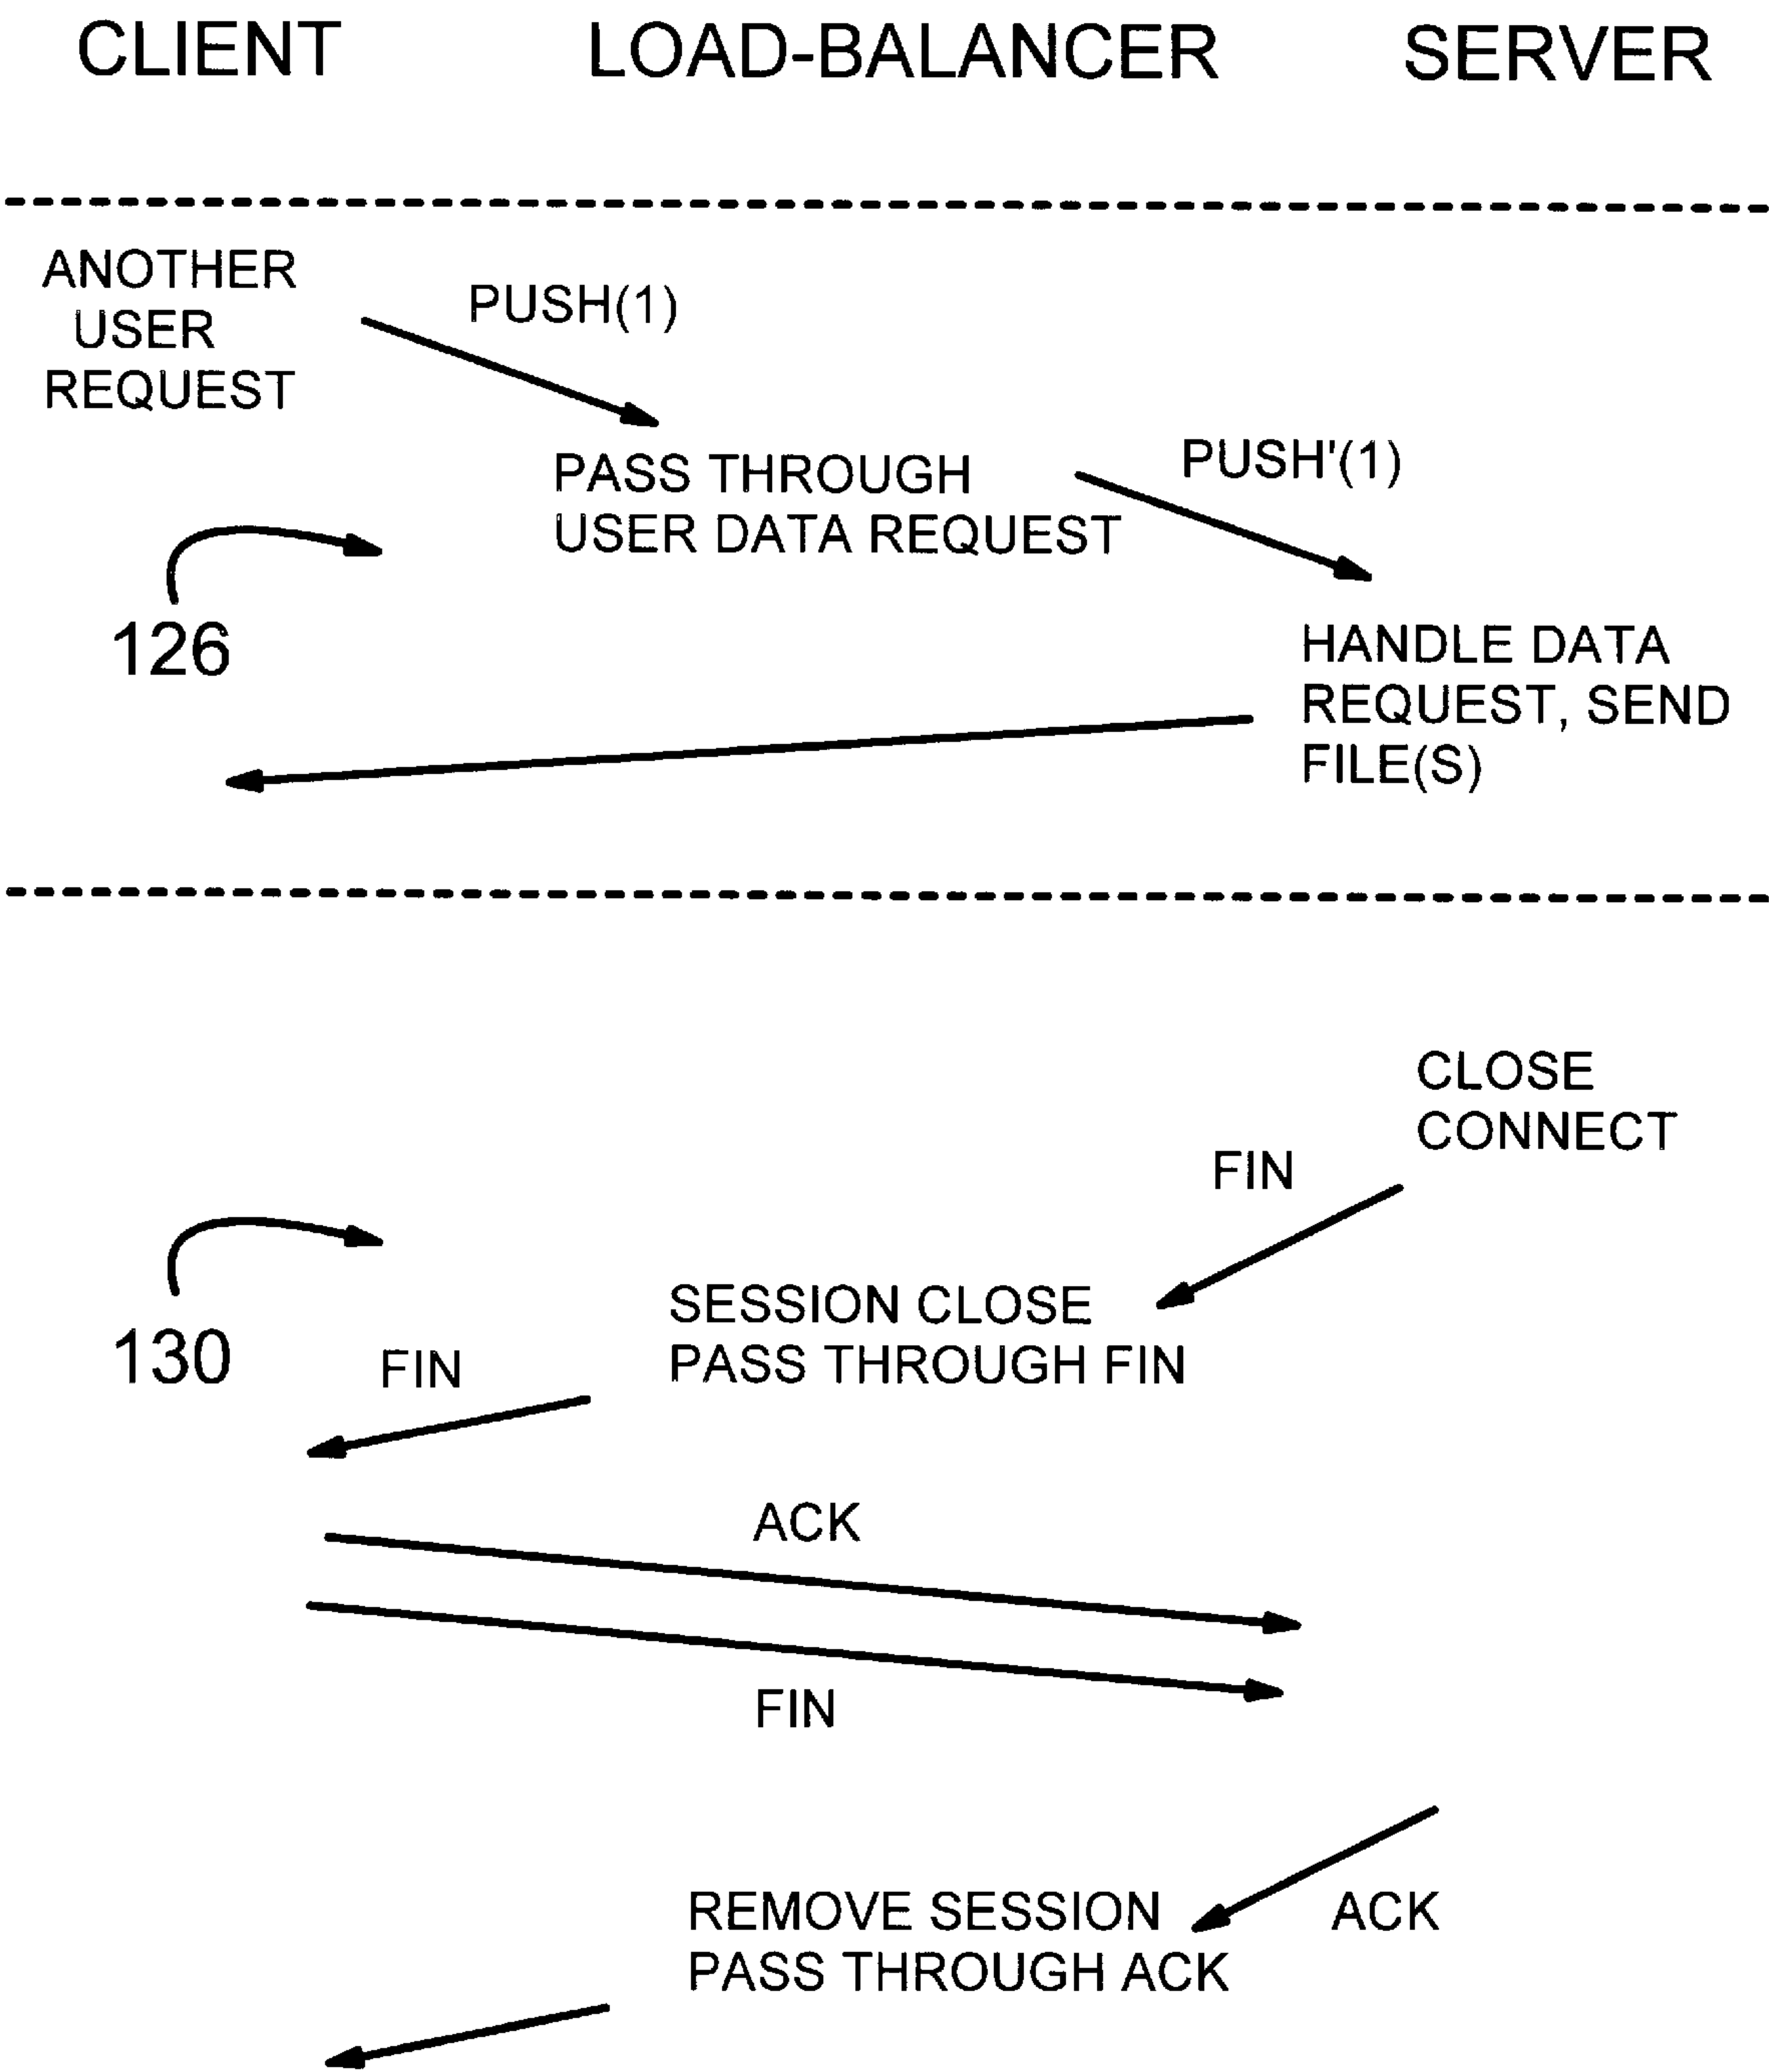 CLIENT LOAD-BALANCER SERVER
ANOTHER
USER
REQUEST
PUSH(1)
PASS THROUGH
USER DATA REQUEST
PUSH'(1)
126
HANDLE DATA
REQUEST, SEND
FILE(S)
CLOSE
CONNECT
FIN
SESSION CLOSE
PASS THROUGH FIN
130
FIN
ACK
FIN
REMOVE SESSION
PASS THROUGH ACK
ACK